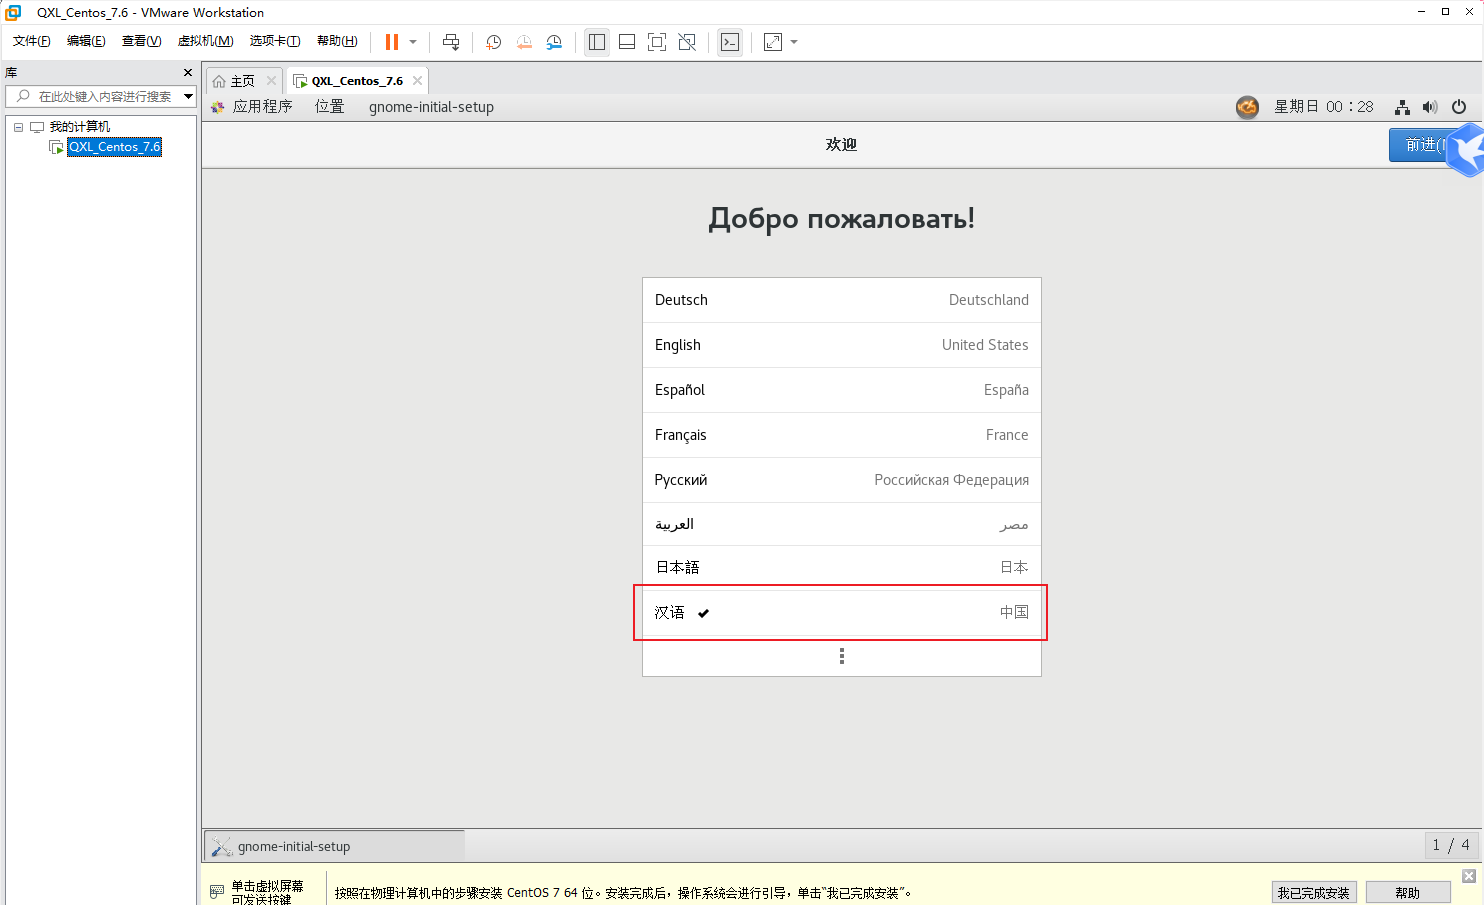 QXL_Centos_7.6 - VMware Workstation
文件(F) 编辑(E) 查看(V) 虚拟机(M) 选项卡(T) 帮助(H)
库
在此处键入内容进行搜索
我的计算机
QXL_Centos_7.6
主页 QXL_Centos_7.6
应用程序 位置 gnome-initial-setup 星期日 00：28
欢迎
前进(
Добро пожаловать!
Deutsch Deutschland
English United States
Español España
Français France
Русский Российская Федерация
العربية مصر
日本語 日本
汉语 中国
gnome-initial-setup 1 / 4
单击虚拟屏幕
可发送按键
按照在物理计算机中的步骤安装 CentOS 7 64 位。安装完成后，操作系统会进行引导，单击“我已完成安装”。
我已完成安装 帮助